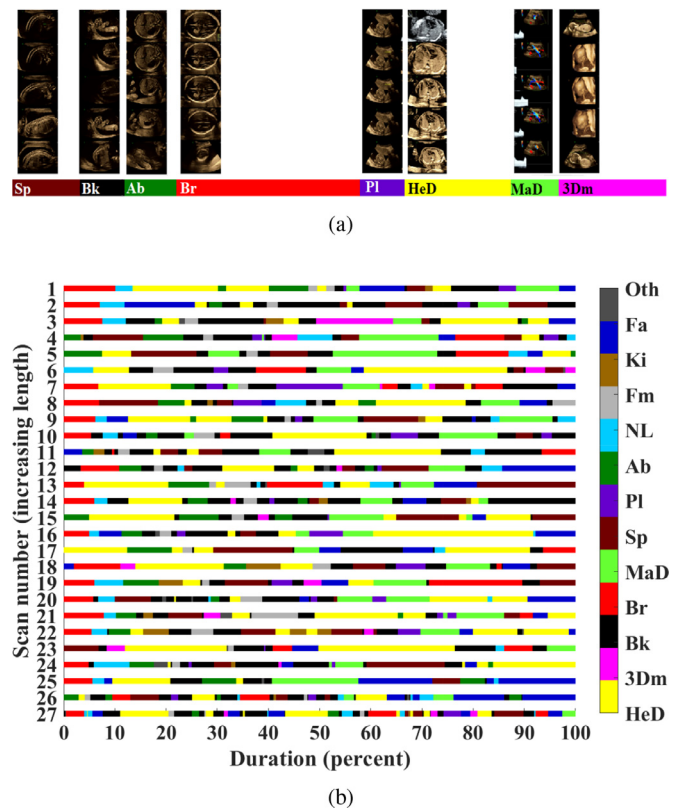 Sp Bk Ab Br Pl HeD MaD 3Dm
(a)
Scan number (increasing length)
1
2
3
4
5
6
7
8
9
10
11
12
13
14
15
16
17
18
19
20
21
22
23
24
25
26
27
0 10 20 30 40 50 60 70 80 90 100
Duration (percent)
Oth
Fa
Ki
Fm
NL
Ab
Pl
Sp
MaD
Br
Bk
3Dm
HeD
(b)